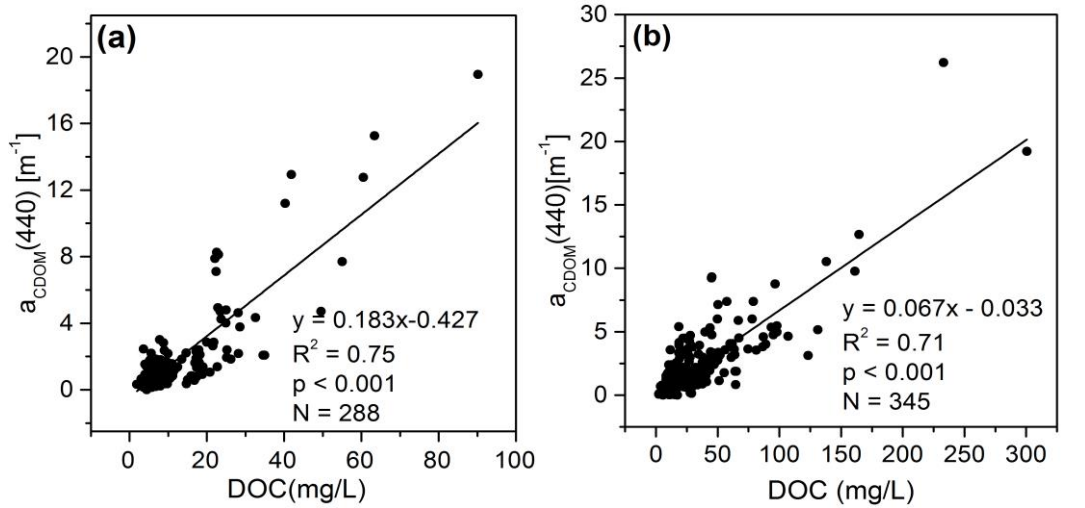 (a)
20
16
12
8
4
0
a_CDOM(440) [m⁻¹]
y = 0.183x-0.427
R² = 0.75
p < 0.001
N = 288
0 20 40 60 80 100
DOC(mg/L)
(b)
30
25
20
15
10
5
0
a_CDOM(440)[m⁻¹]
y = 0.067x - 0.033
R² = 0.71
p < 0.001
N = 345
0 50 100 150 200 250 300
DOC (mg/L)